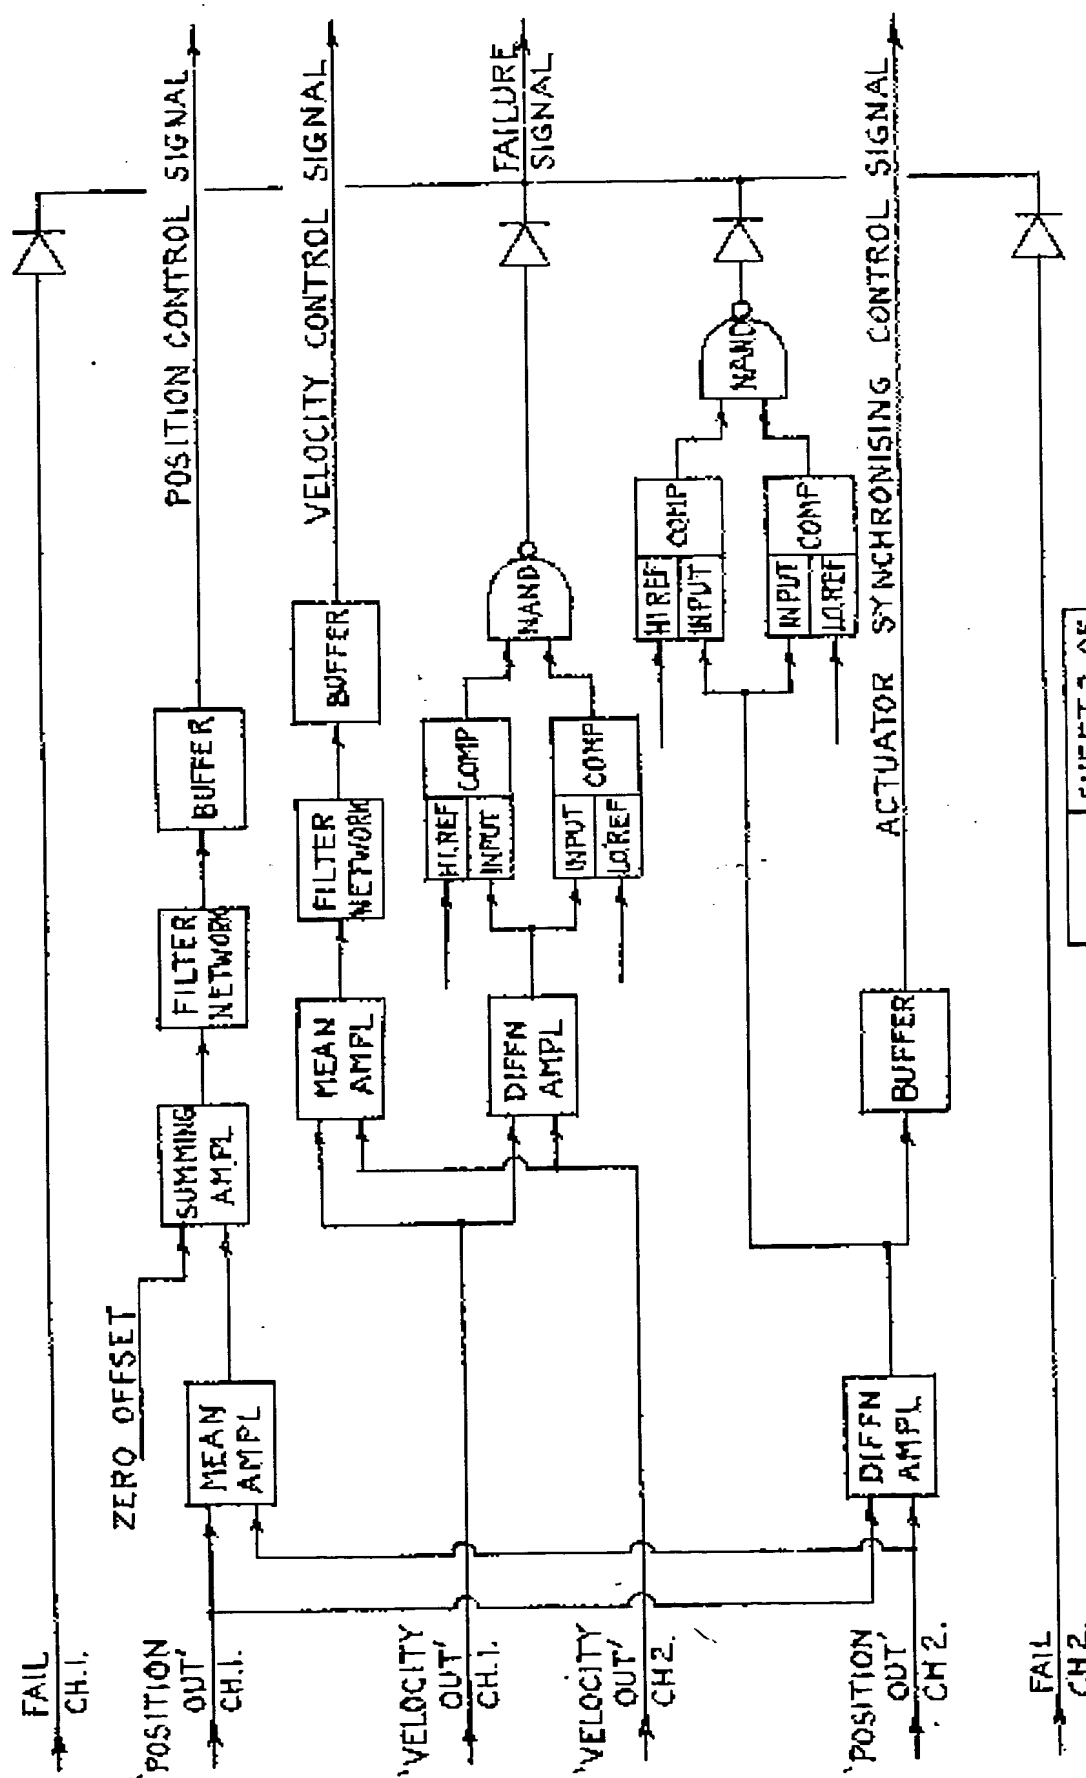 FAIL
CH.1.
'POSITION
OUT'
CH.1.
'VELOCITY
OUT'
CH.1.
'VELOCITY
OUT'
CH2.
'POSITION
OUT'
CH2.
FAIL
CH2.
ZERO OFFSET
MEAN
AMPL
SUMMING
AMPL
FILTER
NETWORK
BUFFER
POSITION CONTROL SIGNAL
MEAN
AMPL
FILTER
NETWORK
BUFFER
VELOCITY CONTROL SIGNAL
DIFFN
AMPL
HI.REF
INPUT
COMP
INPUT
LO.REF
COMP
NAND
FAILURE
SIGNAL
HI REF
INPUT
COMP
INPUT
LO.REF
COMP
NAND
DIFFN
AMPL
BUFFER
ACTUATOR SYNCHRONISING CONTROL SIGNAL